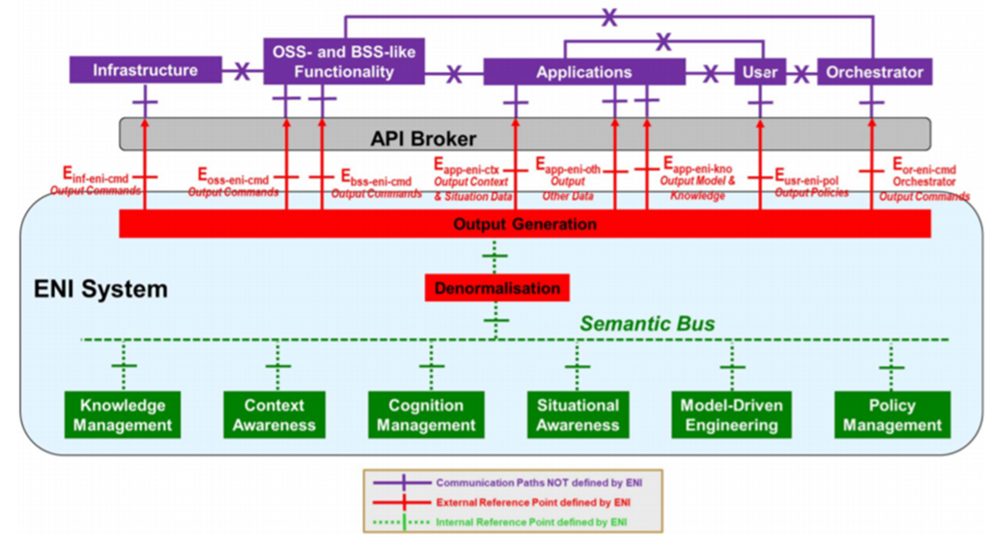 X
X
Infrastructure
X
OSS- and BSS-like
Functionality
X
Applications
X
User
X
Orchestrator
API Broker
Einf-eni-cmd
Output Commands
Eoss-eni-cmd
Output Commands
Ebss-eni-cmd
Output Commands
Eapp-eni-ctx
Output Context
& Situation Data
Eapp-eni-oth
Output
Other Data
Eapp-eni-kno
Output Model &
Knowledge
Eusr-eni-pol
Output Policies
Eor-eni-cmd
Orchestrator
Output Commands
Output Generation
Denormalisation
ENI System
Semantic Bus
Knowledge
Management
Context
Awareness
Cognition
Management
Situational
Awareness
Model-Driven
Engineering
Policy
Management
Communication Paths NOT defined by ENI
External Reference Point defined by ENI
Internal Reference Point defined by ENI